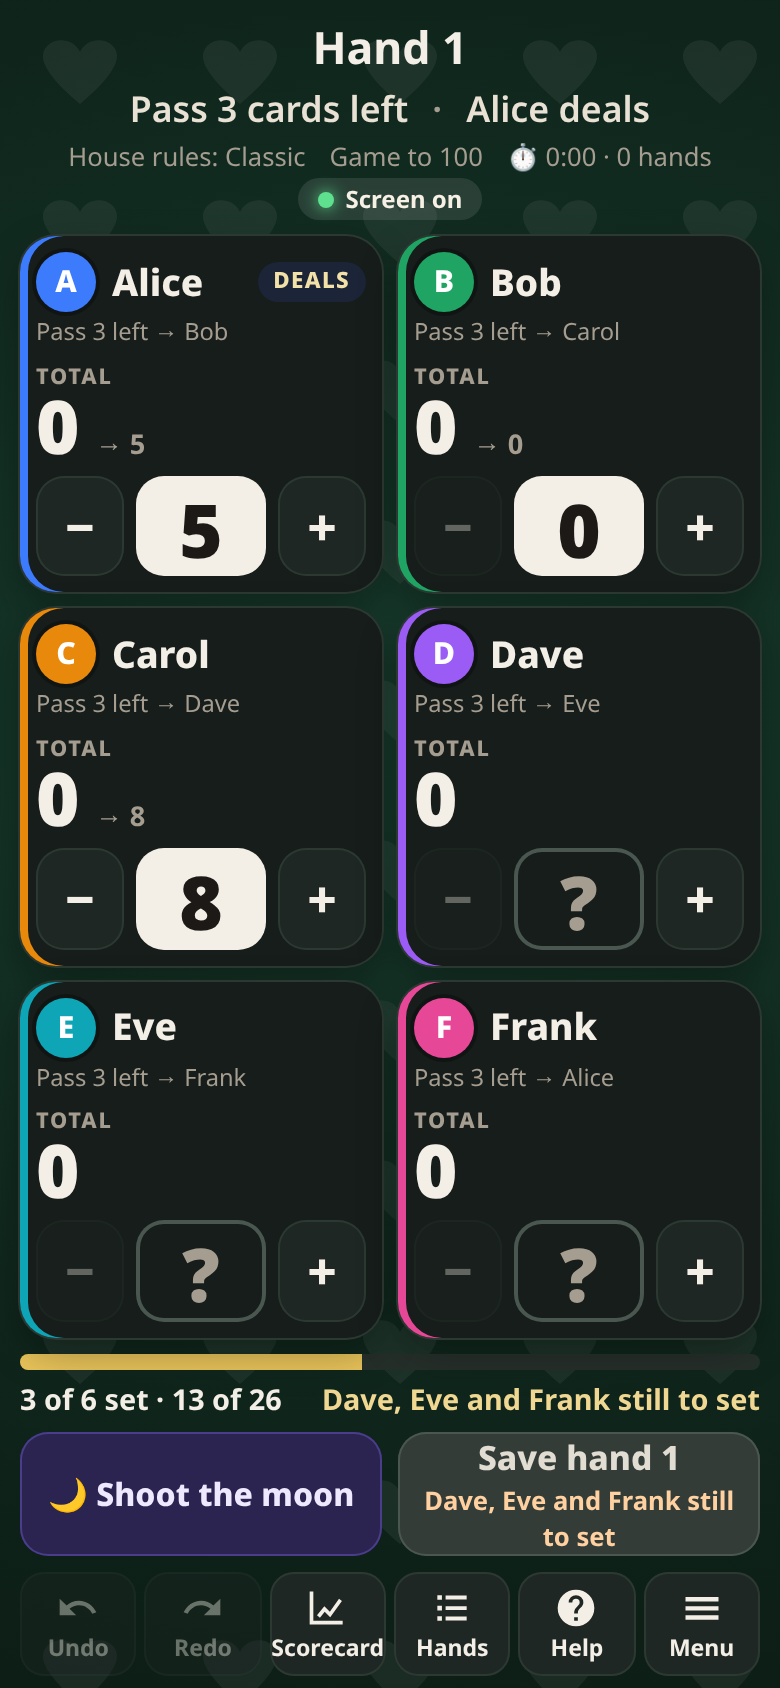 Hand 1
Pass 3 cards left · Alice deals
House rules: Classic Game to 100 ⏱️ 0:00 · 0 hands
Screen on
A Alice DEALS
Pass 3 left → Bob
TOTAL
0 → 5
− 5 +
B Bob
Pass 3 left → Carol
TOTAL
0 → 0
− 0 +
C Carol
Pass 3 left → Dave
TOTAL
0 → 8
− 8 +
D Dave
Pass 3 left → Eve
TOTAL
0
− ? +
E Eve
Pass 3 left → Frank
TOTAL
0
− ? +
F Frank
Pass 3 left → Alice
TOTAL
0
− ? +
3 of 6 set · 13 of 26 Dave, Eve and Frank still to set
🌙 Shoot the moon
Save hand 1
Dave, Eve and Frank still
to set
Undo Redo Scorecard Hands Help Menu